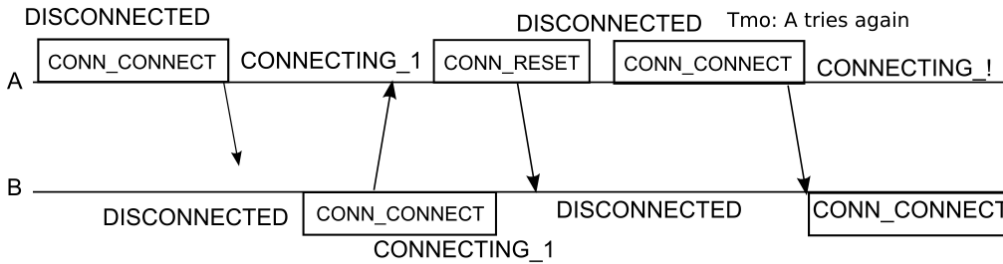 DISCONNECTED
DISCONNECTED
Tmo: A tries again
CONN_CONNECT
CONNECTING_1
CONN_RESET
CONN_CONNECT
CONNECTING_!
A
B
DISCONNECTED
CONN_CONNECT
DISCONNECTED
CONN_CONNECT
CONNECTING_1